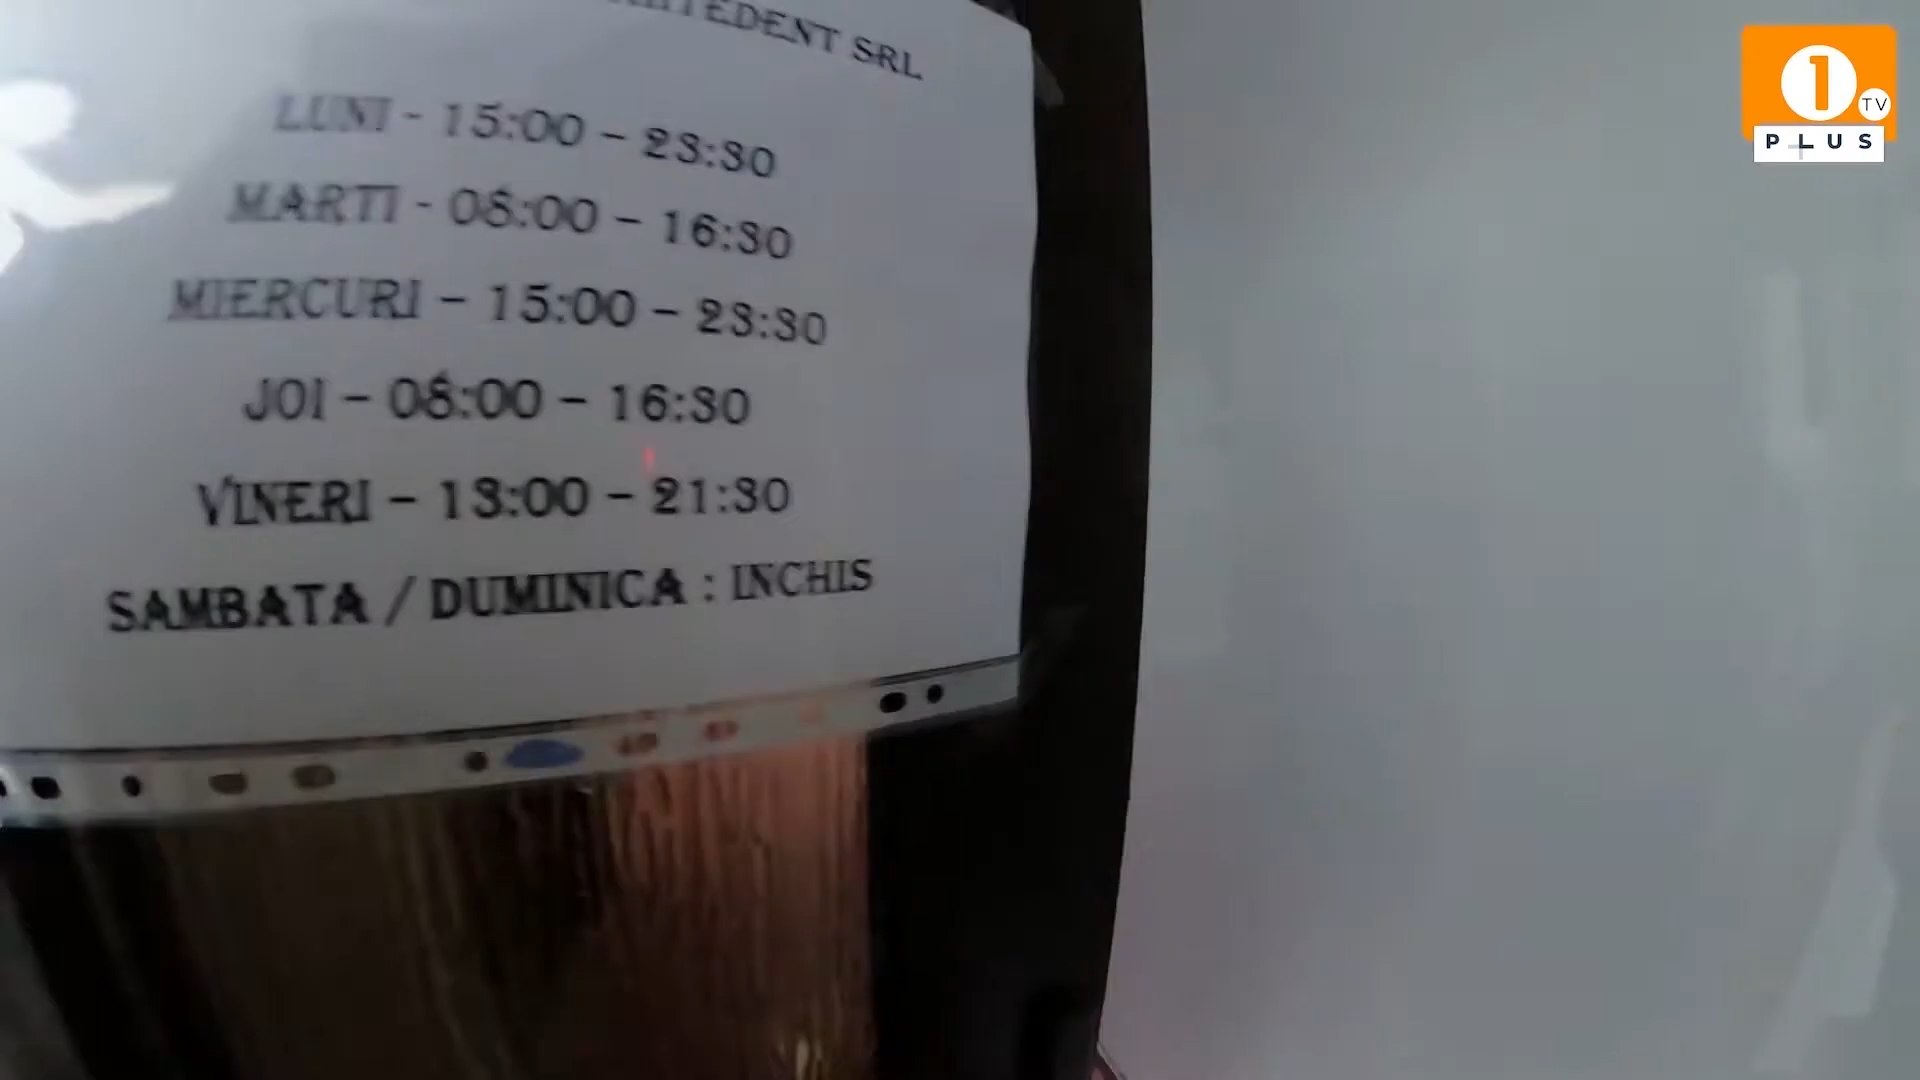 SRL
LUNI - 15:00 - 23:30
MARTI - 08:00 - 16:30
MIERCURI - 15:00 - 23:30
JOI - 08:00 - 16:30
VINERI - 13:00 - 21:30
SAMBATA / DUMINICA : INCHIS
1
TV
PLUS